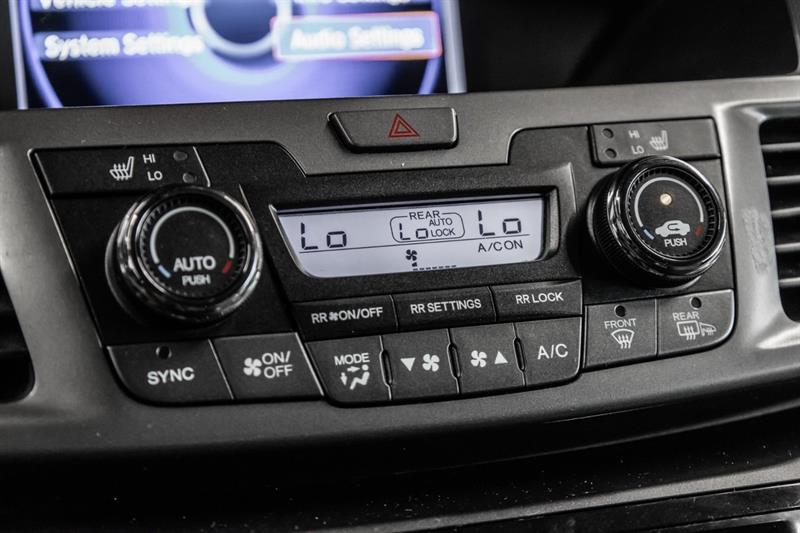 System Settings
Audio Settings
HI
LO
HI
LO
REAR
AUTO
Lo Lo LOCK Lo
A/C ON
AUTO
PUSH
PUSH
RR ON/OFF
RR SETTINGS
RR LOCK
SYNC
ON/
OFF
MODE
A/C
FRONT
REAR